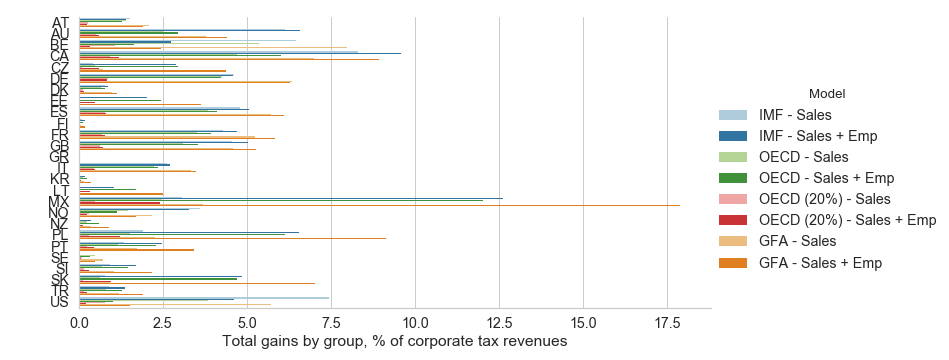 AT
AU
BE
CA
CZ
DE
DK
EE
ES
FI
FR
GB
GR
IT
KR
LT
MX
NO
NZ
PL
PT
SE
SI
SK
TR
US
0.0 2.5 5.0 7.5 10.0 12.5 15.0 17.5
Total gains by group, % of corporate tax revenues
Model
IMF - Sales
IMF - Sales + Emp
OECD - Sales
OECD - Sales + Emp
OECD (20%) - Sales
OECD (20%) - Sales + Emp
GFA - Sales
GFA - Sales + Emp